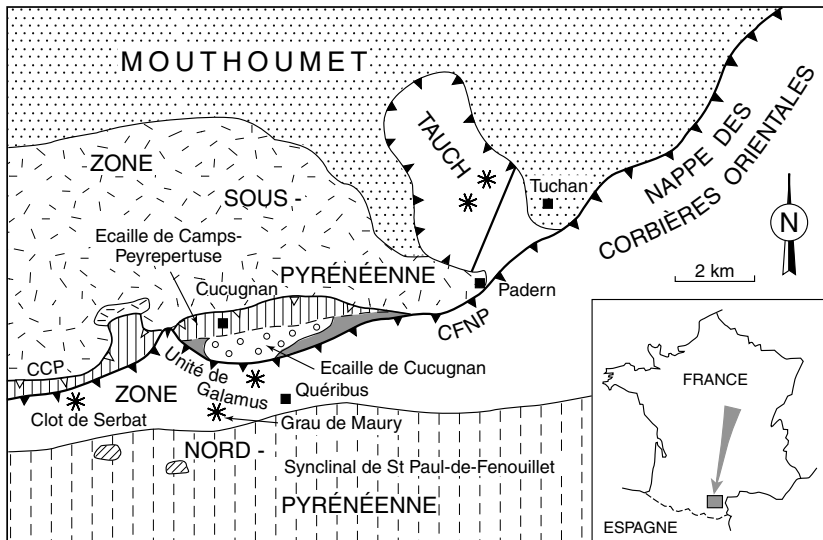 MOUTHOUMET
ZONE
SOUS -
PYRÉNÉENNE
TAUCH
Tuchan
NAPPE DES
CORBIÈRES ORIENTALES
N
2 km
Ecaille de Camps-
Peyrepertuse
Cucugnan
Padern
CFNP
CCP
Unité de
Galamus
Ecaille de Cucugnan
ZONE
Quéribus
Clot de Serbat
Grau de Maury
NORD -
Synclinal de St Paul-de-Fenouillet
PYRÉNÉENNE
FRANCE
ESPAGNE